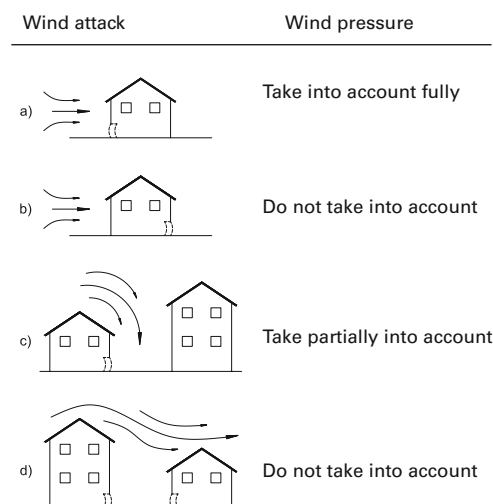 Wind attack Wind pressure
a) Take into account fully
b) Do not take into account
c) Take partially into account
d) Do not take into account